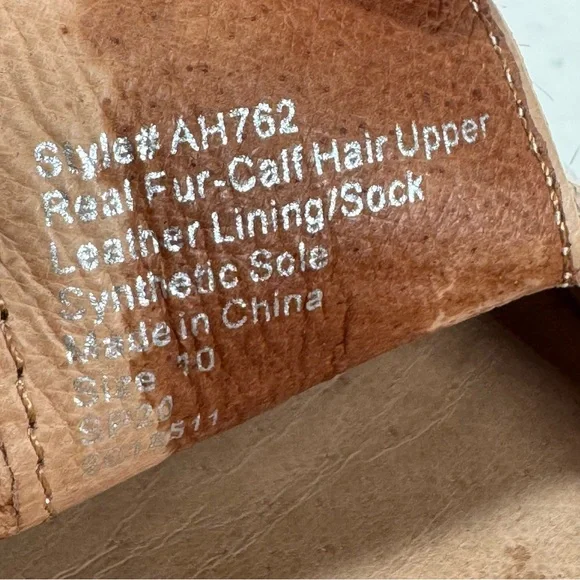 Style# AH762
Real Fur-Calf Hair Upper
Leather Lining/Sock
Synthetic Sole
Made in China
Size 10